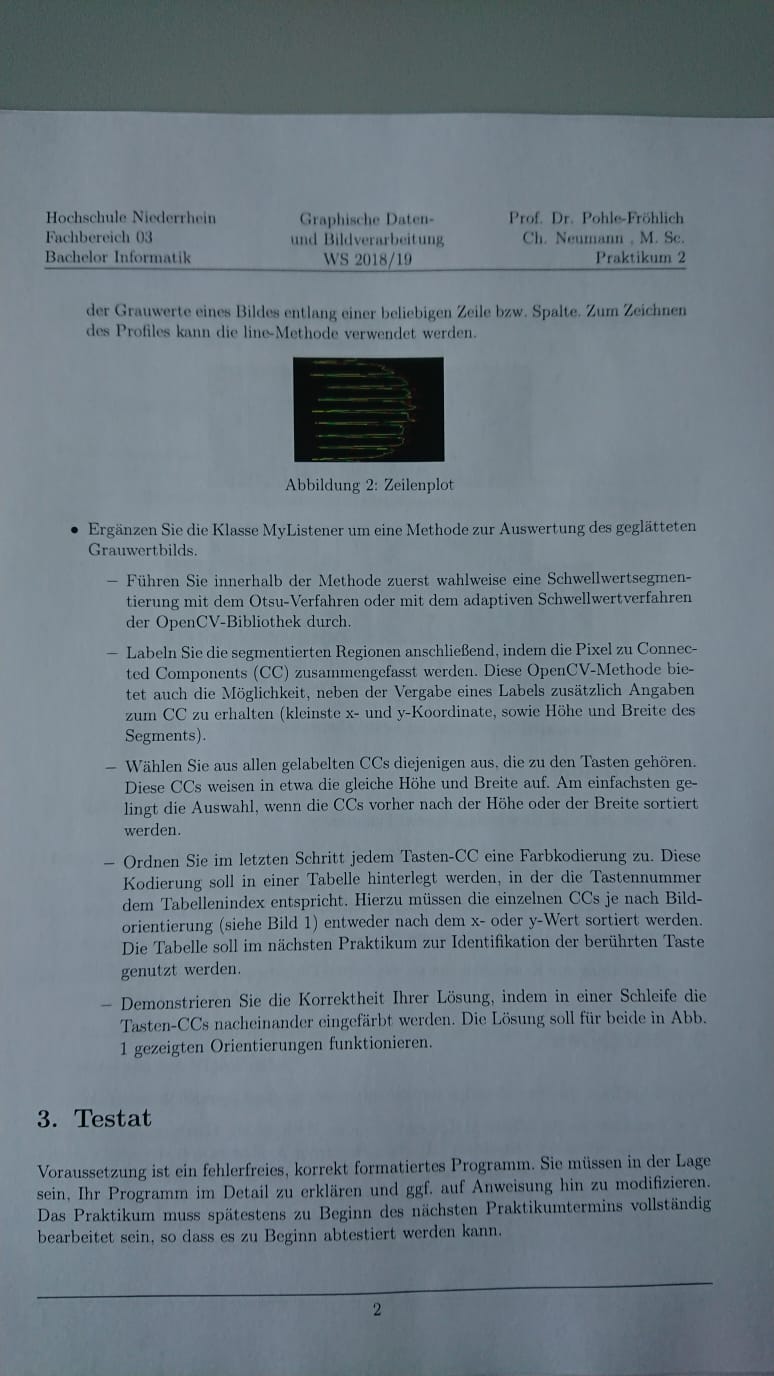 Hochschule Niederrhein
Fachbereich 03
Bachelor Informatik
Graphische Daten-
und Bildverarbeitung
WS 2018/19
Prof. Dr. Pohle-Fröhlich
Ch. Neumann , M. Sc.
Praktikum 2
der Grauwerte eines Bildes entlang einer beliebigen Zeile bzw. Spalte. Zum Zeichnen
des Profiles kann die line-Methode verwendet werden.
Abbildung 2: Zeilenplot
• Ergänzen Sie die Klasse MyListener um eine Methode zur Auswertung des geglätteten
Grauwertbilds.
– Führen Sie innerhalb der Methode zuerst wahlweise eine Schwellwertsegmen-
tierung mit dem Otsu-Verfahren oder mit dem adaptiven Schwellwertverfahren
der OpenCV-Bibliothek durch.
– Labeln Sie die segmentierten Regionen anschließend, indem die Pixel zu Connec-
ted Components (CC) zusammengefasst werden. Diese OpenCV-Methode bie-
tet auch die Möglichkeit, neben der Vergabe eines Labels zusätzlich Angaben
zum CC zu erhalten (kleinste x- und y-Koordinate, sowie Höhe und Breite des
Segments).
– Wählen Sie aus allen gelabelten CCs diejenigen aus, die zu den Tasten gehören.
Diese CCs weisen in etwa die gleiche Höhe und Breite auf. Am einfachsten ge-
lingt die Auswahl, wenn die CCs vorher nach der Höhe oder der Breite sortiert
werden.
– Ordnen Sie im letzten Schritt jedem Tasten-CC eine Farbkodierung zu. Diese
Kodierung soll in einer Tabelle hinterlegt werden, in der die Tastennummer
dem Tabellenindex entspricht. Hierzu müssen die einzelnen CCs je nach Bild-
orientierung (siehe Bild 1) entweder nach dem x- oder y-Wert sortiert werden.
Die Tabelle soll im nächsten Praktikum zur Identifikation der berührten Taste
genutzt werden.
– Demonstrieren Sie die Korrektheit Ihrer Lösung, indem in einer Schleife die
Tasten-CCs nacheinander eingefärbt werden. Die Lösung soll für beide in Abb.
1 gezeigten Orientierungen funktionieren.
3. Testat
Voraussetzung ist ein fehlerfreies, korrekt formatiertes Programm. Sie müssen in der Lage
sein, Ihr Programm im Detail zu erklären und ggf. auf Anweisung hin zu modifizieren.
Das Praktikum muss spätestens zu Beginn des nächsten Praktikumtermins vollständig
bearbeitet sein, so dass es zu Beginn abtestiert werden kann.
2